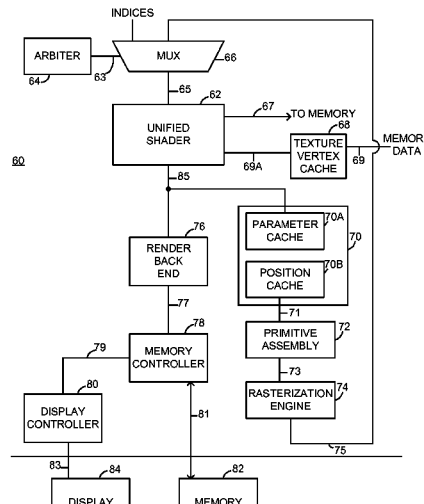 INDICES
ARBITER
64
63
MUX
66
65
62
67
TO MEMORY
UNIFIED
SHADER
68
TEXTURE
VERTEX
CACHE
69A
69
MEMOR
DATA
60
85
76
RENDER
BACK
END
PARAMETER
CACHE
70A
70
POSITION
CACHE
70B
77
71
78
MEMORY
CONTROLLER
PRIMITIVE
ASSEMBLY
72
79
73
80
DISPLAY
CONTROLLER
RASTERIZATION
ENGINE
74
81
75
83
84
DISPLAY
82
MEMORY